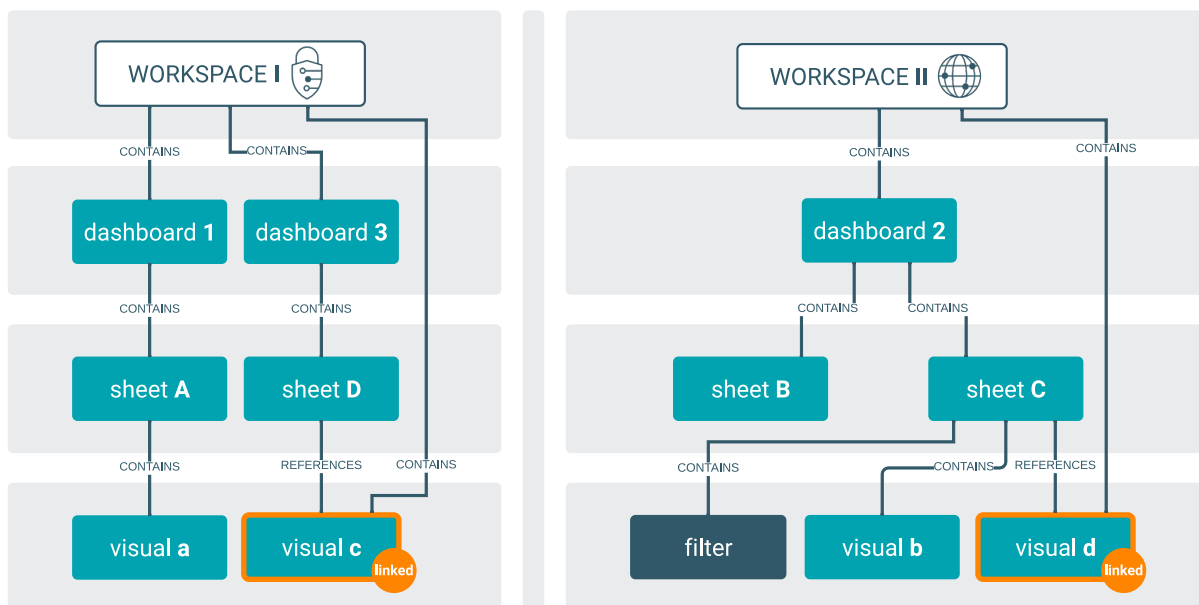 WORKSPACE I
WORKSPACE II
CONTAINS
CONTAINS
CONTAINS
CONTAINS
dashboard 1
dashboard 3
dashboard 2
CONTAINS
CONTAINS
CONTAINS
CONTAINS
sheet A
sheet D
sheet B
sheet C
CONTAINS
REFERENCES
CONTAINS
CONTAINS
CONTAINS
REFERENCES
visual a
visual c
filter
visual b
visual d
linked
linked